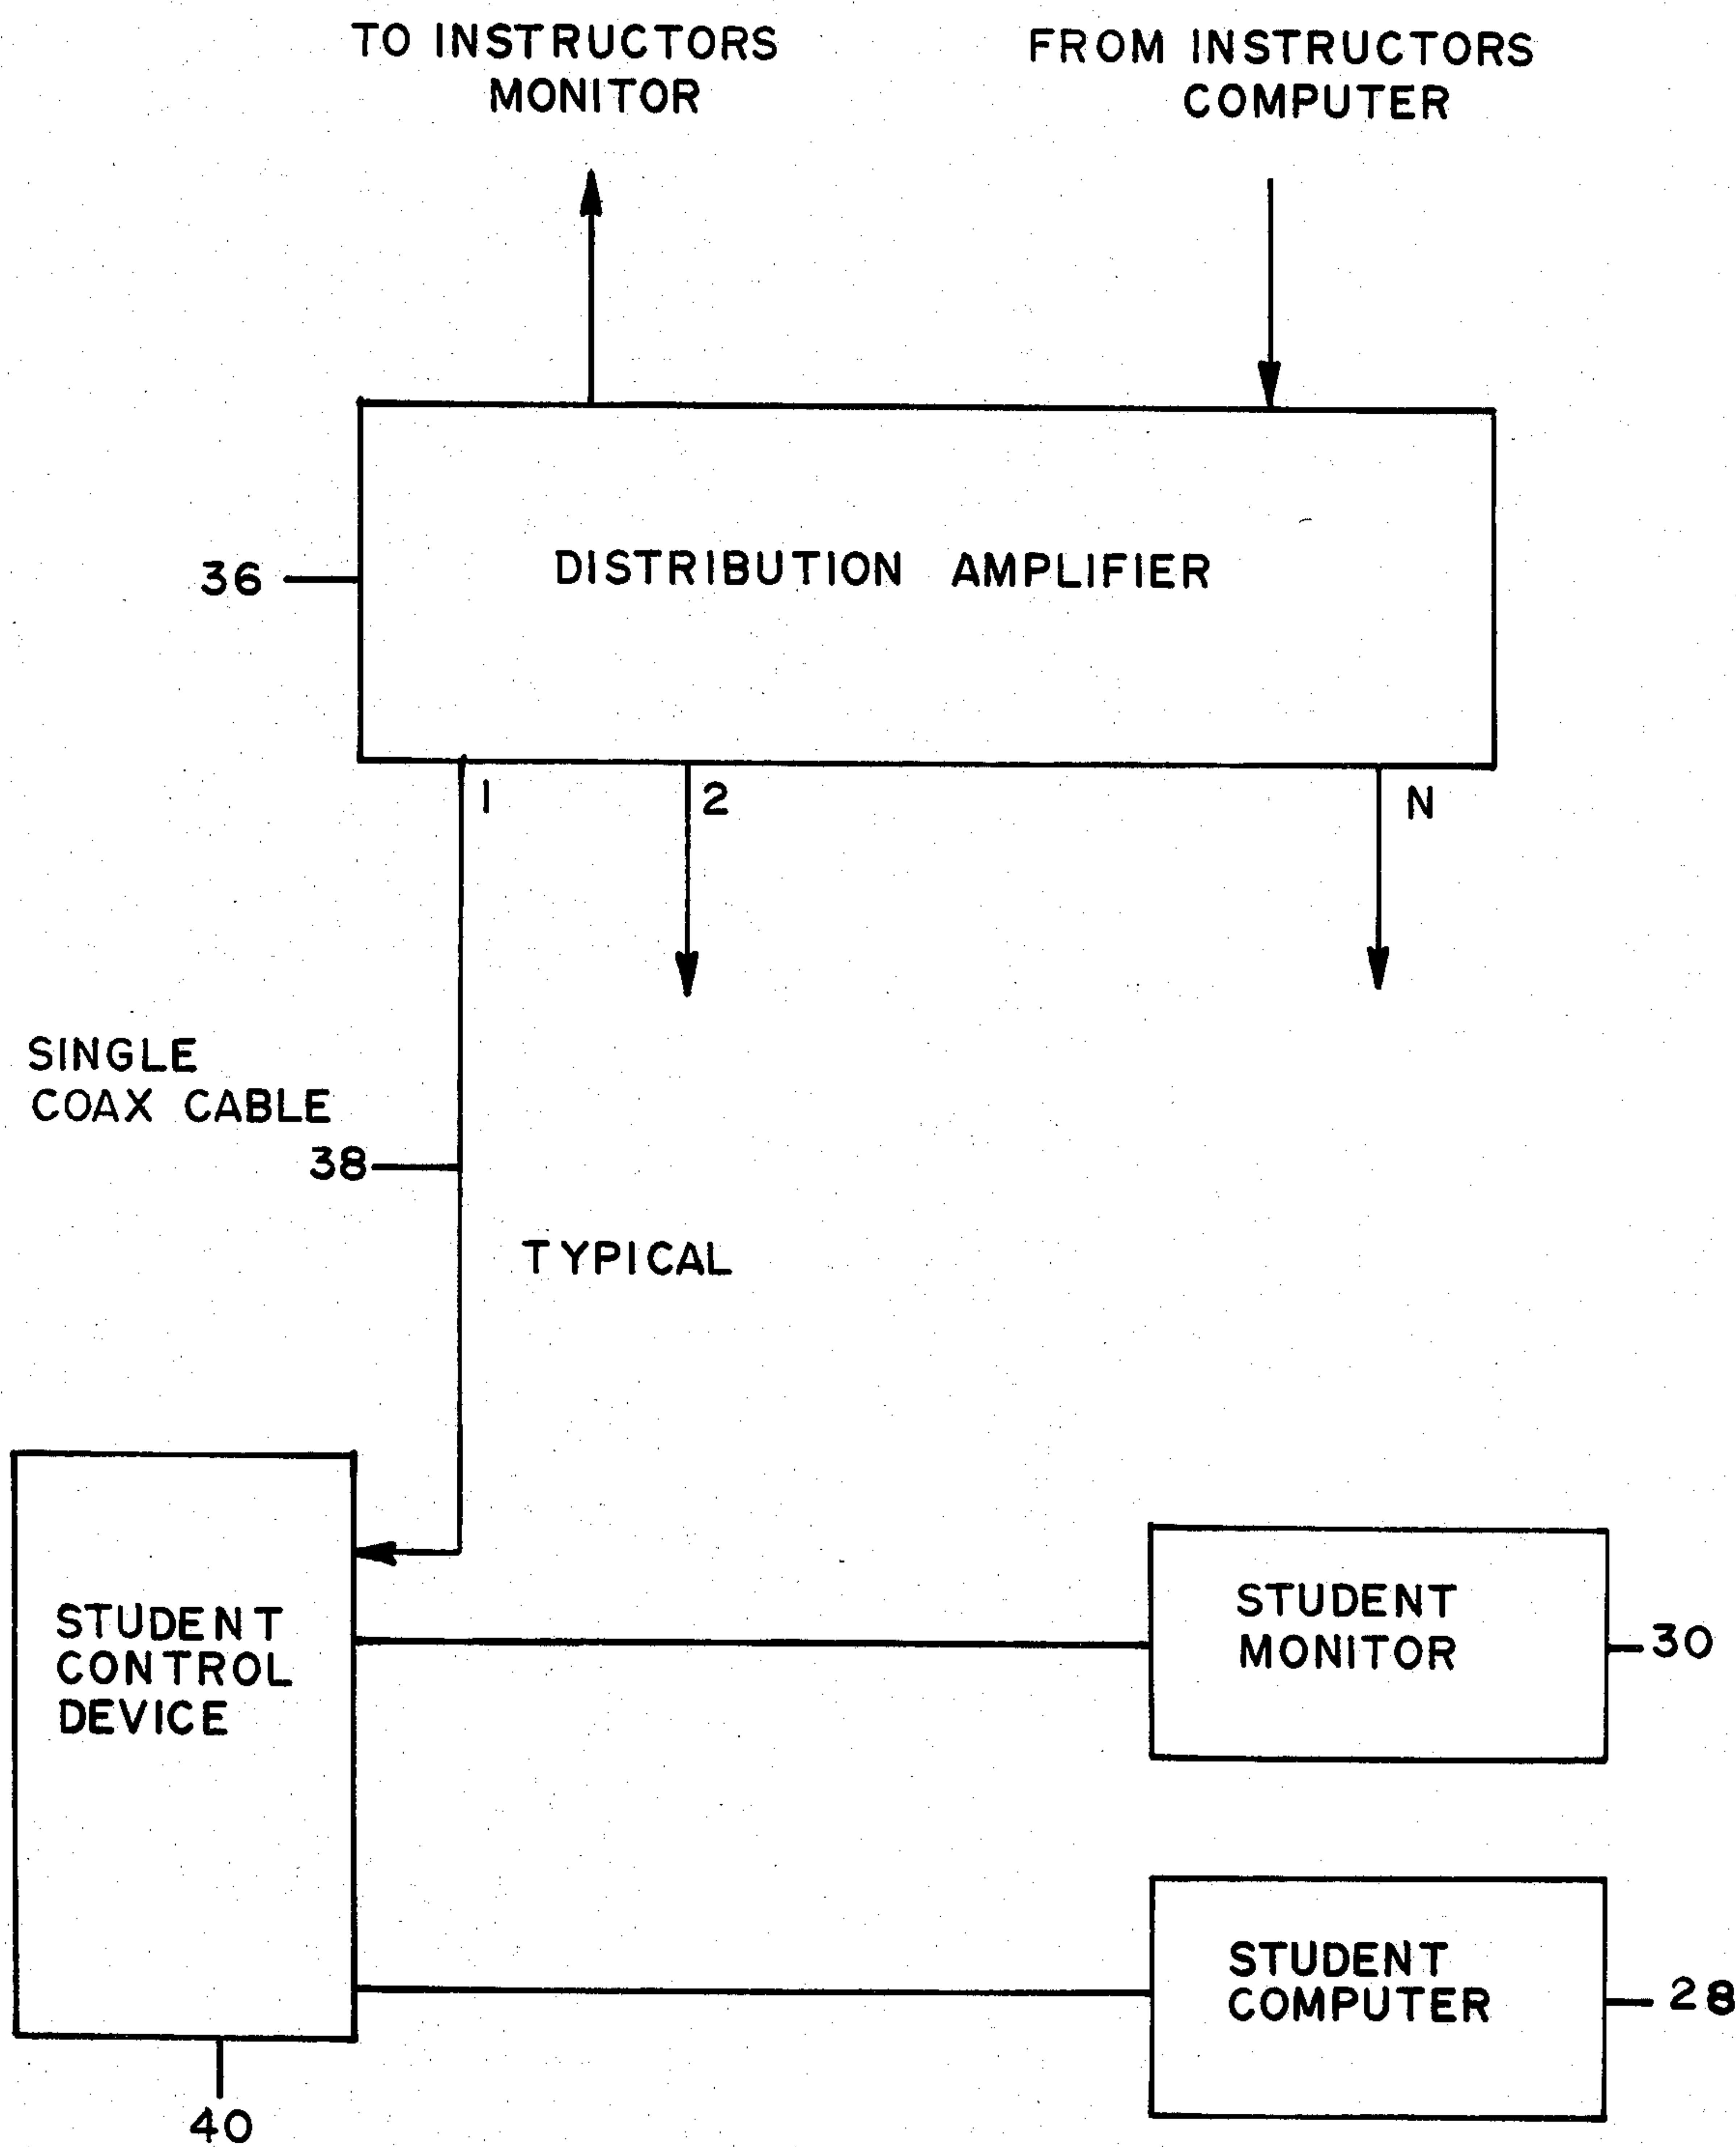 TO INSTRUCTORS
MONITOR
FROM INSTRUCTORS
COMPUTER
36
DISTRIBUTION AMPLIFIER
1
2
N
SINGLE
COAX CABLE
38
TYPICAL
STUDENT
CONTROL
DEVICE
40
STUDENT
MONITOR
30
STUDENT
COMPUTER
28